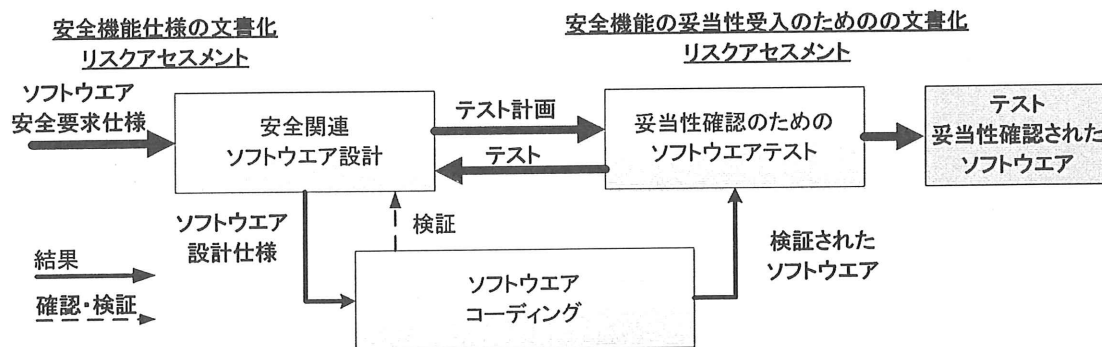 安全機能仕様の文書化
リスクアセスメント
安全機能の妥当性受入のためのの文書化
リスクアセスメント
ソフトウエア
安全要求仕様
安全関連
ソフトウエア設計
テスト計画
テスト
妥当性確認のための
ソフトウエアテスト
テスト
妥当性確認された
ソフトウエア
ソフトウエア
設計仕様
検証
検証された
ソフトウエア
ソフトウエア
コーディング
結果
確認・検証